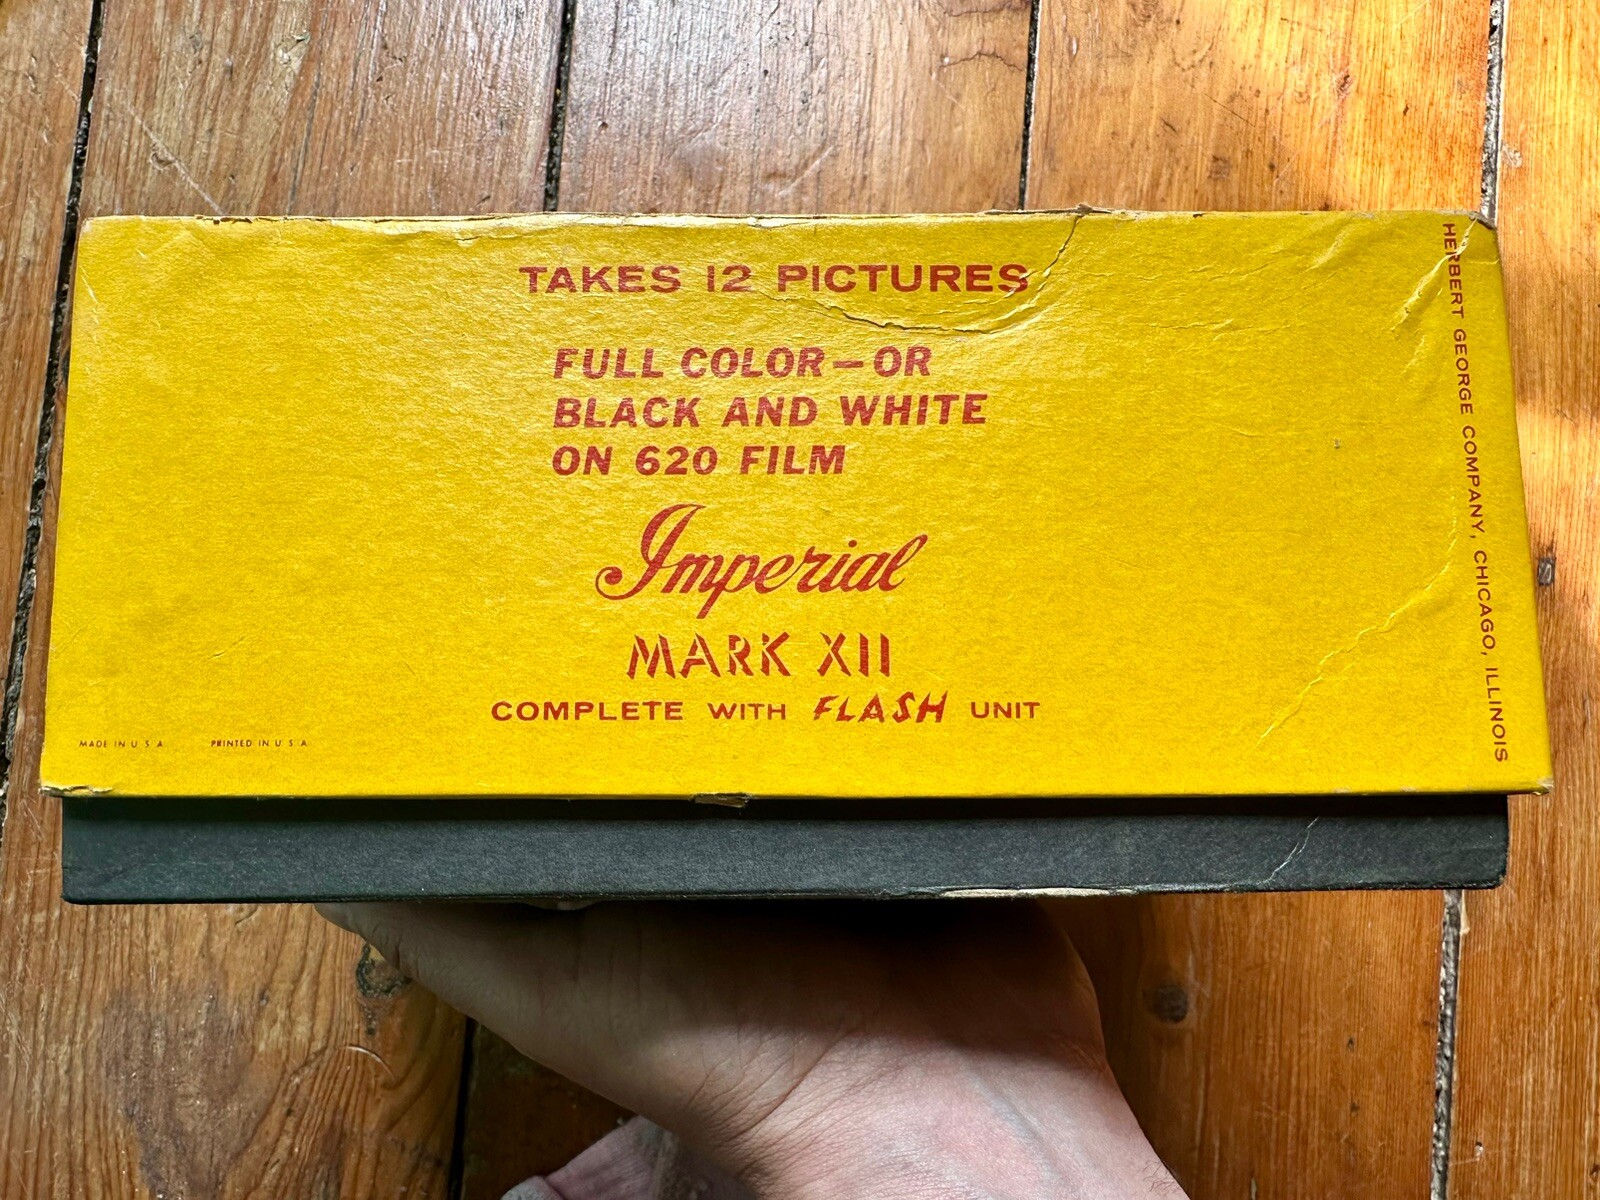 TAKES 12 PICTURES
FULL COLOR—OR
BLACK AND WHITE
ON 620 FILM
Imperial
MARK XII
COMPLETE WITH FLASH UNIT
MADE IN U S A
PRINTED IN U S A
HERBERT GEORGE COMPANY, CHICAGO, ILLINOIS